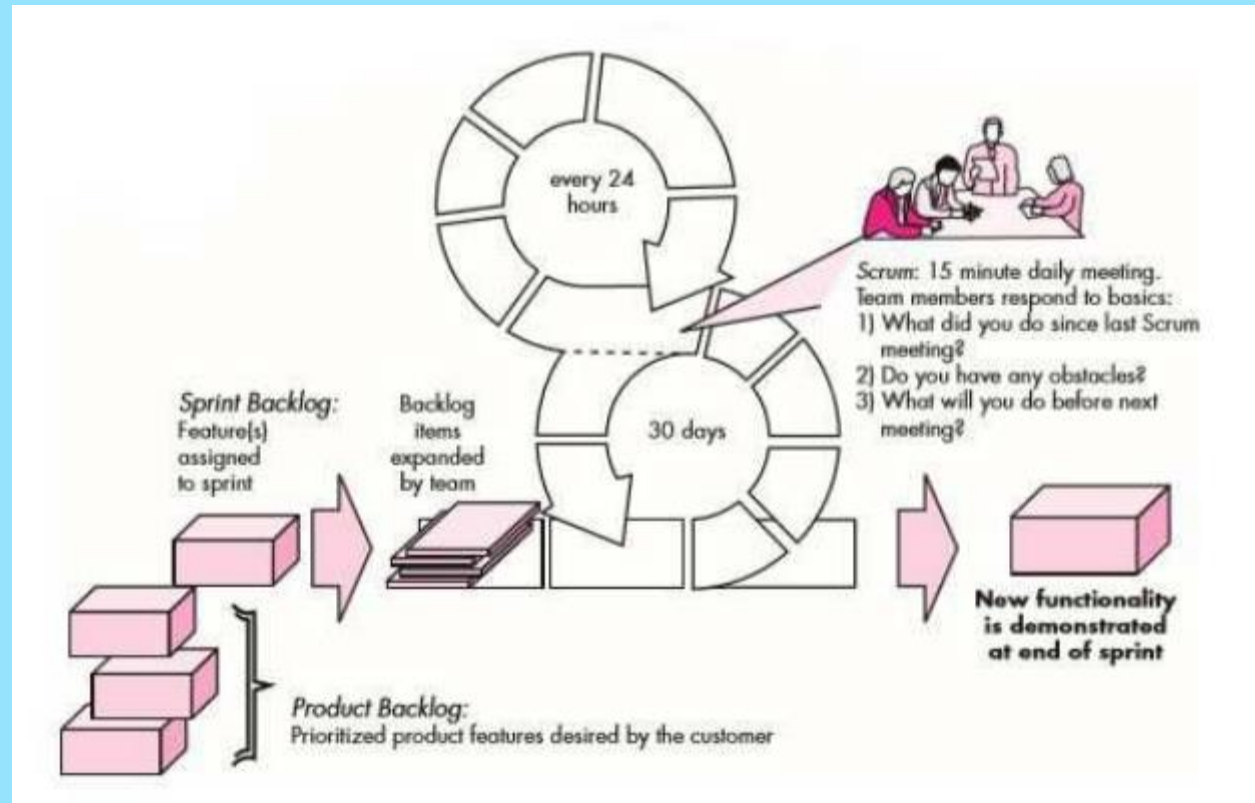 every 24
hours
Scrum: 15 minute daily meeting.
Team members respond to basics:
1) What did you do since last Scrum
meeting?
2) Do you have any obstacles?
3) What will you do before next
meeting?
Sprint Backlog:
Feature(s)
assigned
to sprint
Backlog
items
expanded
by team
30 days
New functionality
is demonstrated
at end of sprint
Product Backlog:
Prioritized product features desired by the customer